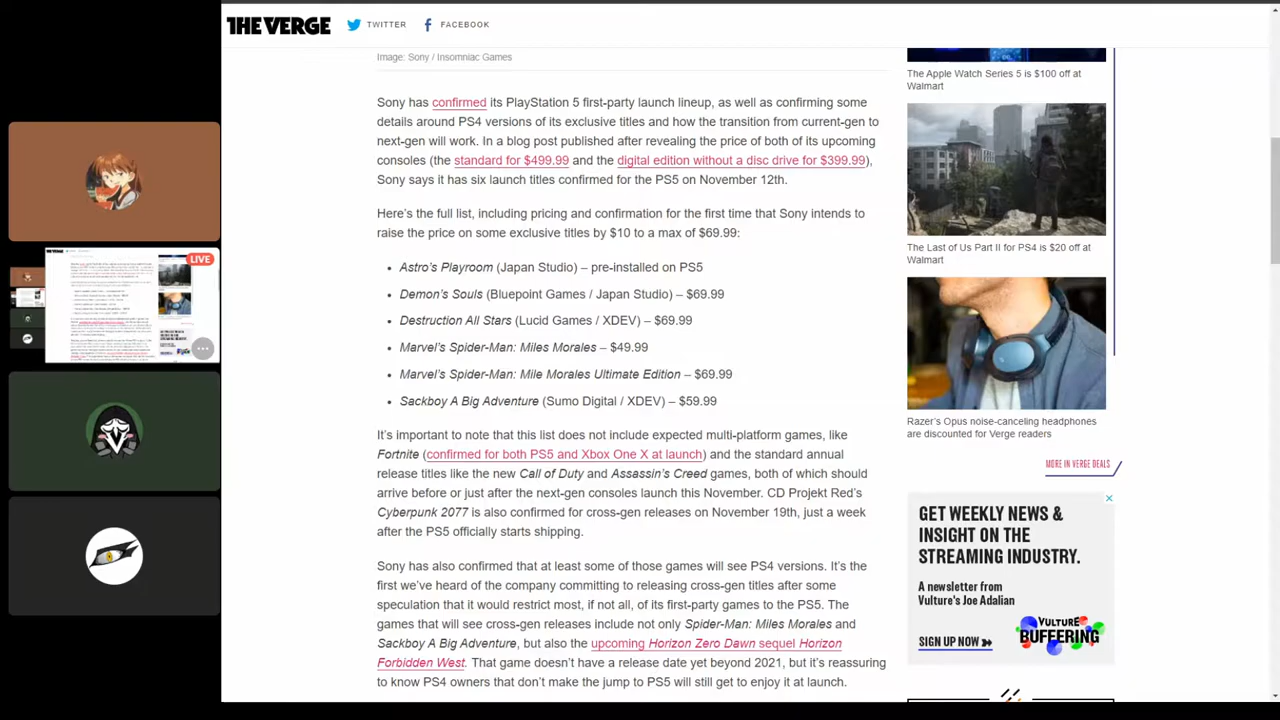 THE VERGE
TWITTER
FACEBOOK
Image: Sony / Insomniac Games
Sony has confirmed its PlayStation 5 first-party launch lineup, as well as confirming some
details around PS4 versions of its exclusive titles and how the transition from current-gen to
next-gen will work. In a blog post published after revealing the price of both of its upcoming
consoles (the standard for $499.99 and the digital edition without a disc drive for $399.99),
Sony says it has six launch titles confirmed for the PS5 on November 12th.
Here's the full list, including pricing and confirmation for the first time that Sony intends to
raise the price on some exclusive titles by $10 to a max of $69.99:
• Astro's Playroom (Japan Studio) – pre-installed on PS5
• Demon's Souls (Bluepoint Games / Japan Studio) – $69.99
• Destruction All Stars (Lucid Games / XDEV) – $69.99
• Marvel's Spider-Man: Miles Morales – $49.99
• Marvel's Spider-Man: Mile Morales Ultimate Edition – $69.99
• Sackboy A Big Adventure (Sumo Digital / XDEV) – $59.99
It's important to note that this list does not include expected multi-platform games, like
Fortnite (confirmed for both PS5 and Xbox One X at launch) and the standard annual
release titles like the new Call of Duty and Assassin's Creed games, both of which should
arrive before or just after the next-gen consoles launch this November. CD Projekt Red's
Cyberpunk 2077 is also confirmed for cross-gen releases on November 19th, just a week
after the PS5 officially starts shipping.
Sony has also confirmed that at least some of those games will see PS4 versions. It's the
first we've heard of the company committing to releasing cross-gen titles after some
speculation that it would restrict most, if not all, of its first-party games to the PS5. The
games that will see cross-gen releases include not only Spider-Man: Miles Morales and
Sackboy A Big Adventure, but also the upcoming Horizon Zero Dawn sequel Horizon
Forbidden West. That game doesn't have a release date yet beyond 2021, but it's reassuring
to know PS4 owners that don't make the jump to PS5 will still get to enjoy it at launch.
The Apple Watch Series 5 is $100 off at
Walmart
The Last of Us Part II for PS4 is $20 off at
Walmart
Razer's Opus noise-canceling headphones
are discounted for Verge readers
MORE IN VERGE DEALS
GET WEEKLY NEWS &
INSIGHT ON THE
STREAMING INDUSTRY.
A newsletter from
Vulture's Joe Adalian
SIGN UP NOW
VULTURE
BUFFERING
LIVE